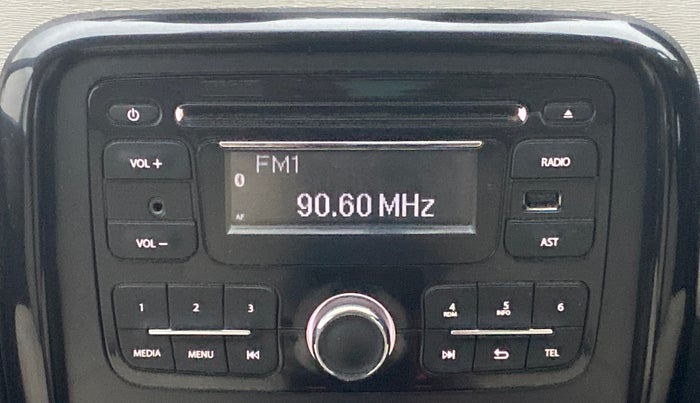 VOL +
RADIO
FM1
AF
90.60 MHz
VOL −
AST
1 2 3
4 5 6
RDM INFO
MEDIA MENU
TEL